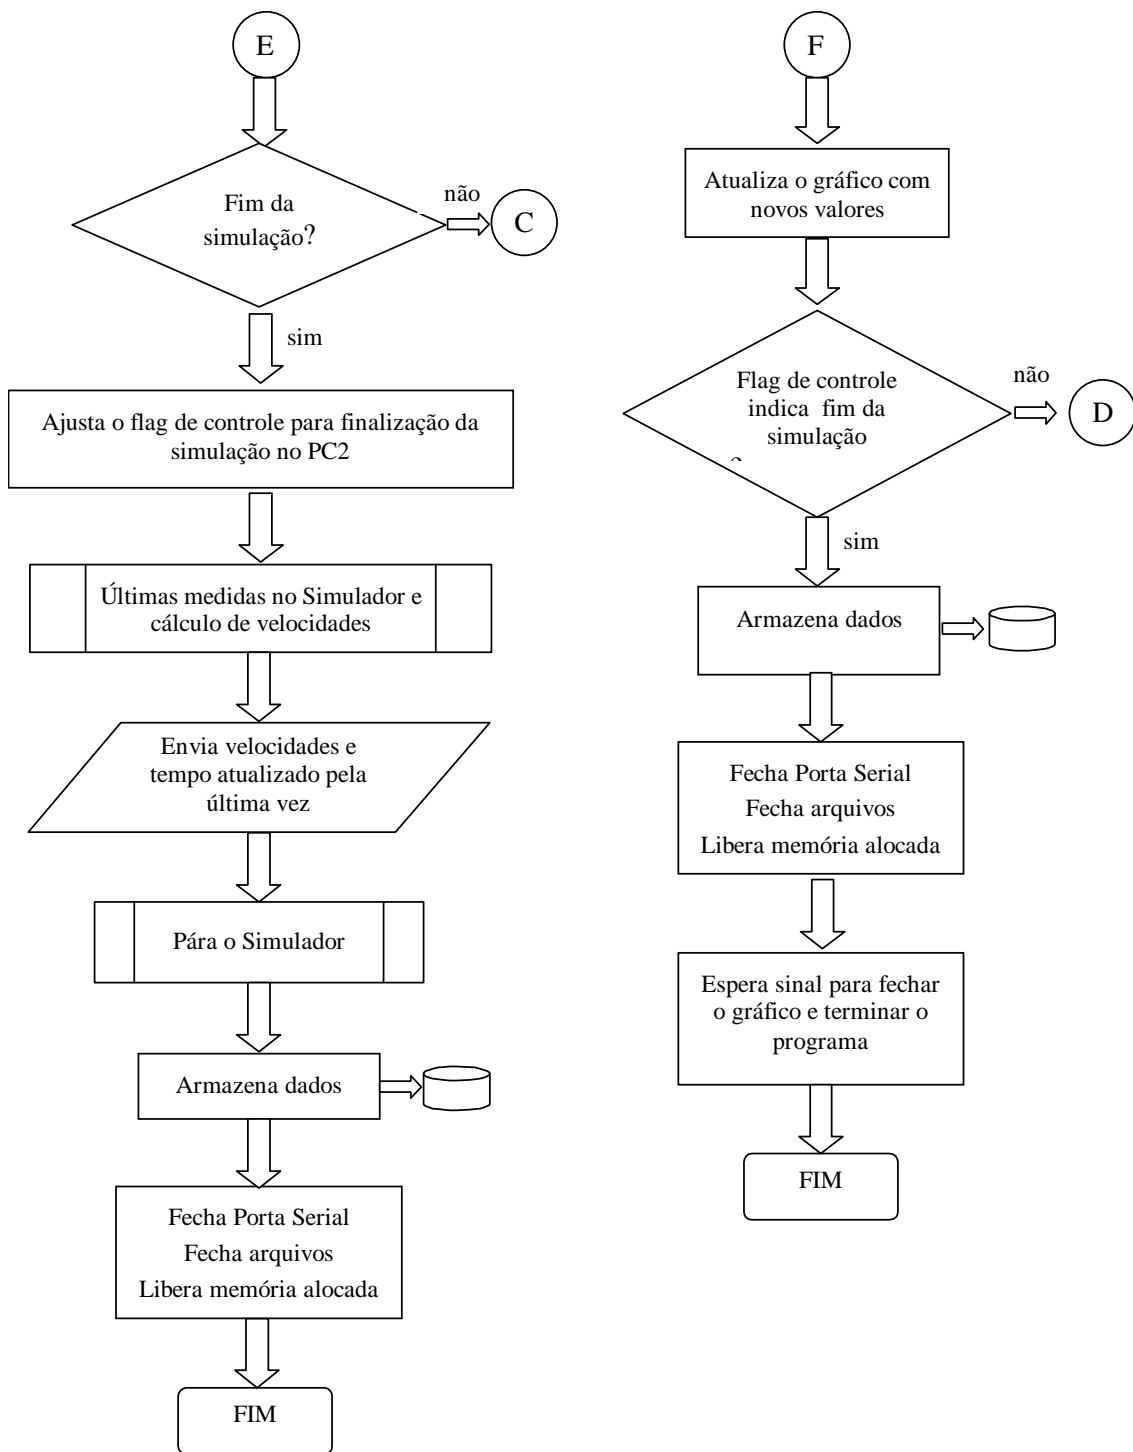 E
Fim da
simulação?
não
C
sim
Ajusta o flag de controle para finalização da
simulação no PC2
Últimas medidas no Simulador e
cálculo de velocidades
Envia velocidades e
tempo atualizado pela
última vez
Pára o Simulador
Armazena dados
Fecha Porta Serial
Fecha arquivos
Libera memória alocada
FIM
F
Atualiza o gráfico com
novos valores
Flag de controle
indica fim da
simulação
não
D
sim
Armazena dados
Fecha Porta Serial
Fecha arquivos
Libera memória alocada
Espera sinal para fechar
o gráfico e terminar o
programa
FIM